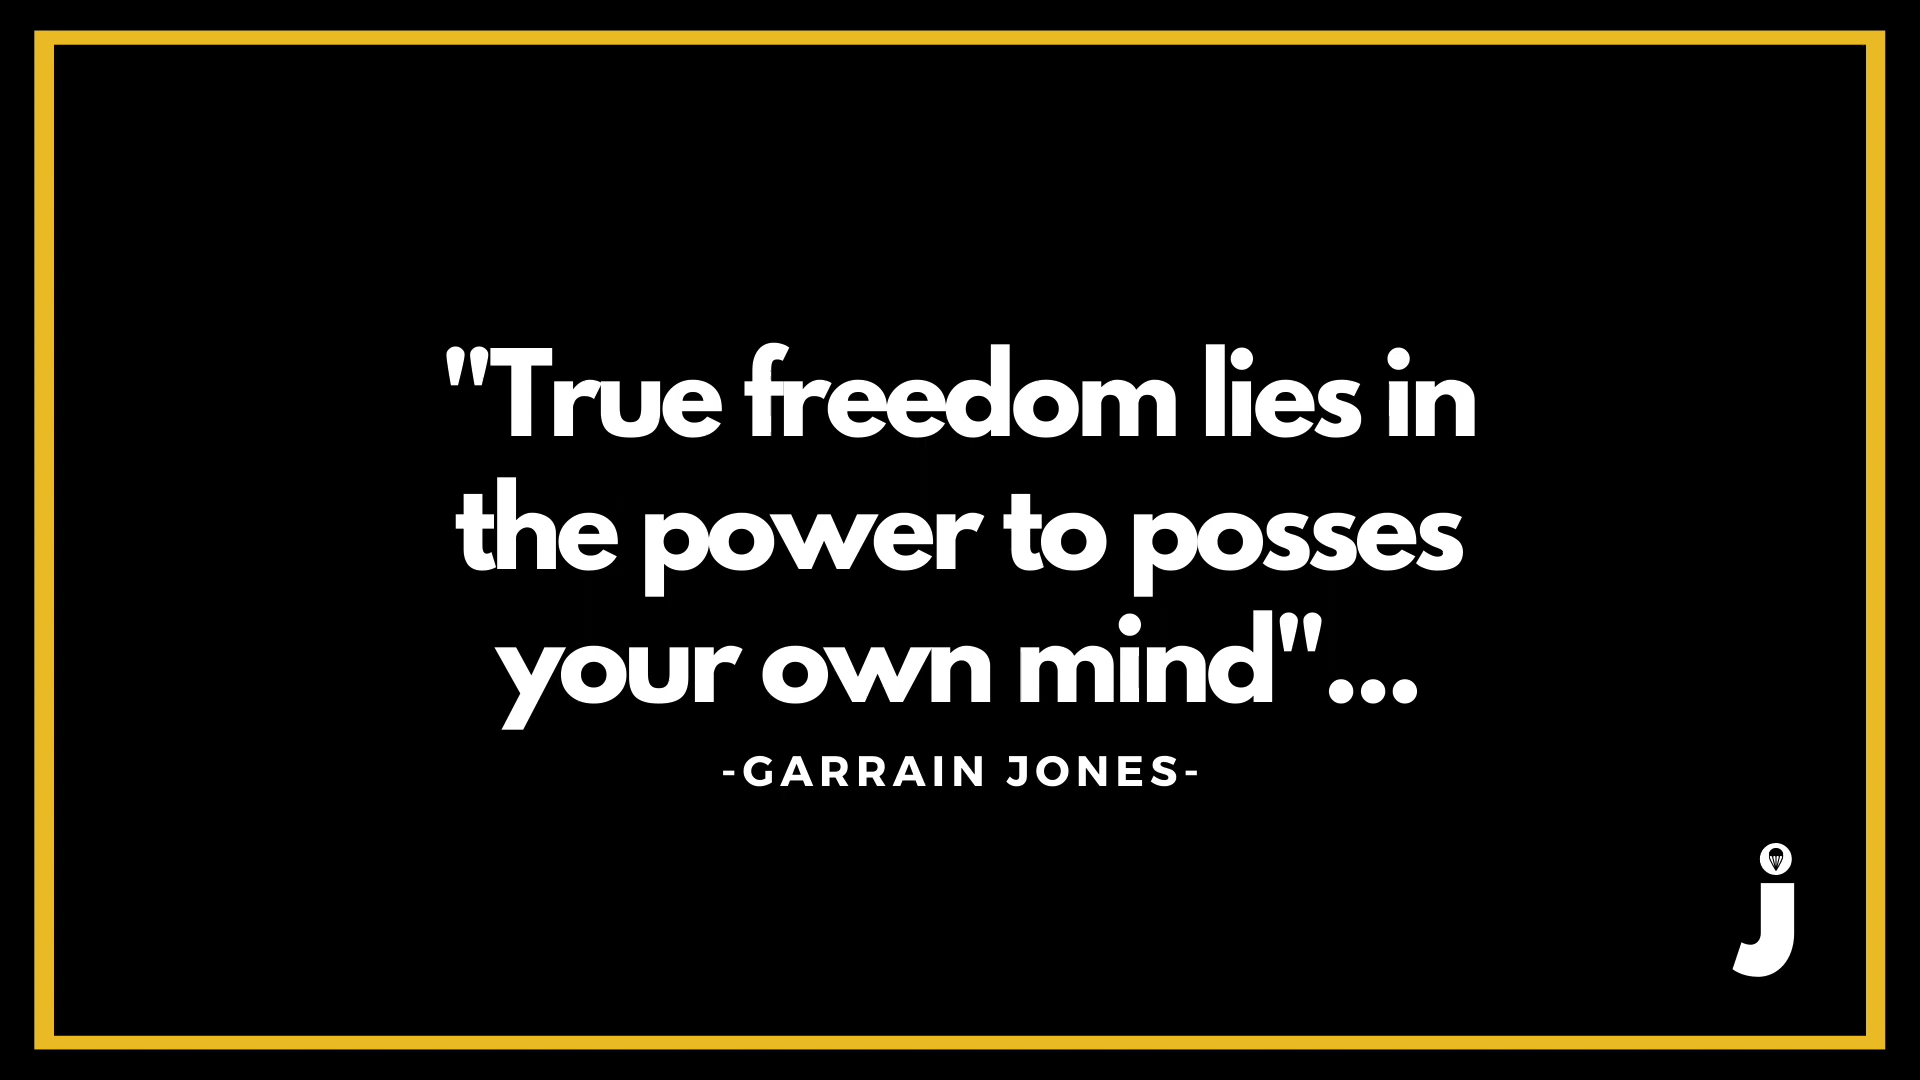 "True freedom lies in
the power to posses
your own mind"...
-GARRAIN JONES-
j